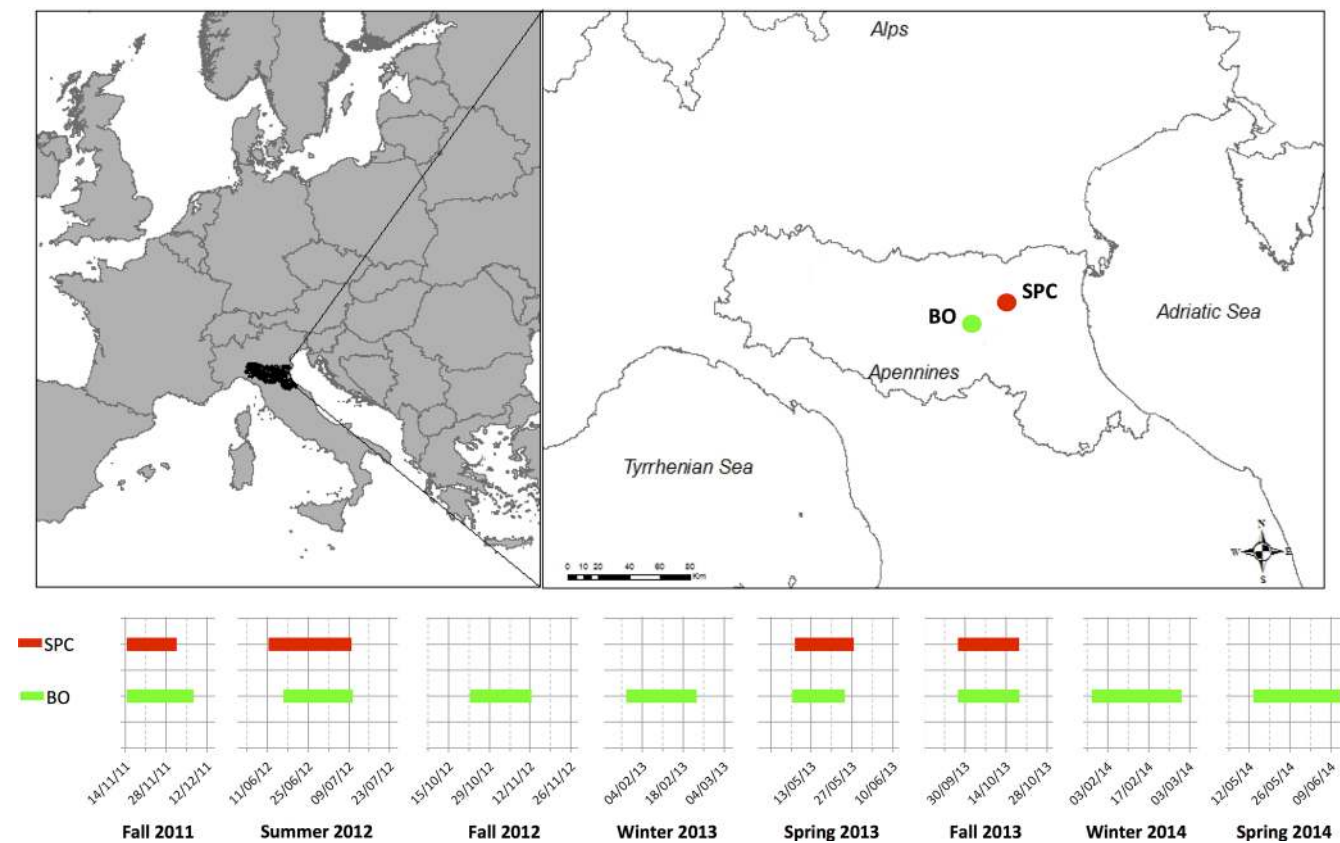 Alps
SPC
BO
Adriatic Sea
Apennines
Tyrrhenian Sea
N
W E
S
0 10 20 40 60 80
Km
SPC
BO
14/11/11 28/11/11 12/12/11 11/06/12 25/06/12 09/07/12 23/07/12 15/10/12 29/10/12 12/11/12 26/11/12 04/02/13 18/02/13 04/03/13 13/05/13 27/05/13 10/06/13 30/09/13 14/10/13 28/10/13 03/02/14 17/02/14 03/03/14 12/05/14 26/05/14 09/06/14
Fall 2011 Summer 2012 Fall 2012 Winter 2013 Spring 2013 Fall 2013 Winter 2014 Spring 2014